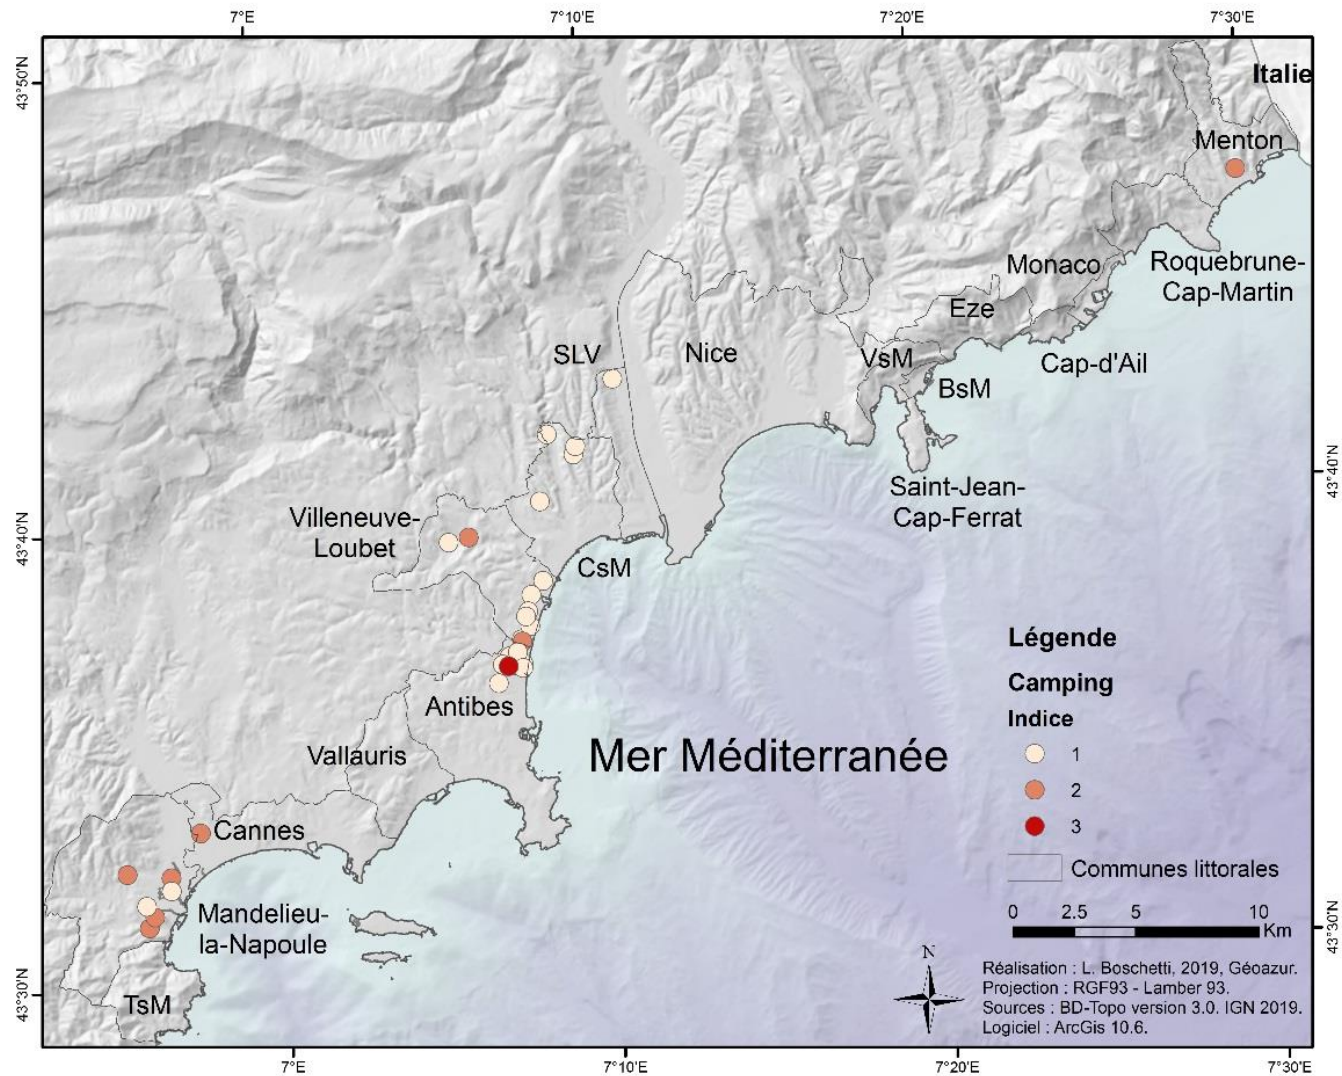 7°E
7°10'E
7°20'E
7°30'E
43°50'N
Italie
Menton
Monaco
Roquebrune-
Cap-Martin
Eze
SLV
Nice
VsM
Cap-d'Ail
BsM
43°40'N
Saint-Jean-
Cap-Ferrat
Villeneuve-
Loubet
43°40'N
CsM
Légende
Camping
Indice
1
2
3
Communes littorales
Antibes
Vallauris
Mer Méditerranée
Cannes
Mandelieu-
la-Napoule
0 2.5 5 10
Km
43°30'N
N
Réalisation : L. Boschetti, 2019, Géoazur.
Projection : RGF93 - Lamber 93.
Sources : BD-Topo version 3.0. IGN 2019.
Logiciel : ArcGis 10.6.
43°30'N
TsM
7°E
7°10'E
7°20'E
7°30'E